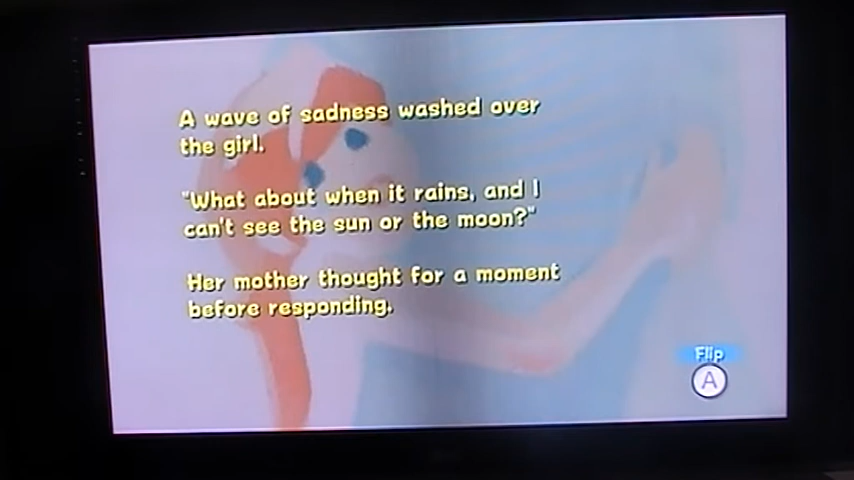 A wave of sadness washed over
the girl.
"What about when it rains, and I
can't see the sun or the moon?"
Her mother thought for a moment
before responding.
Flip
A